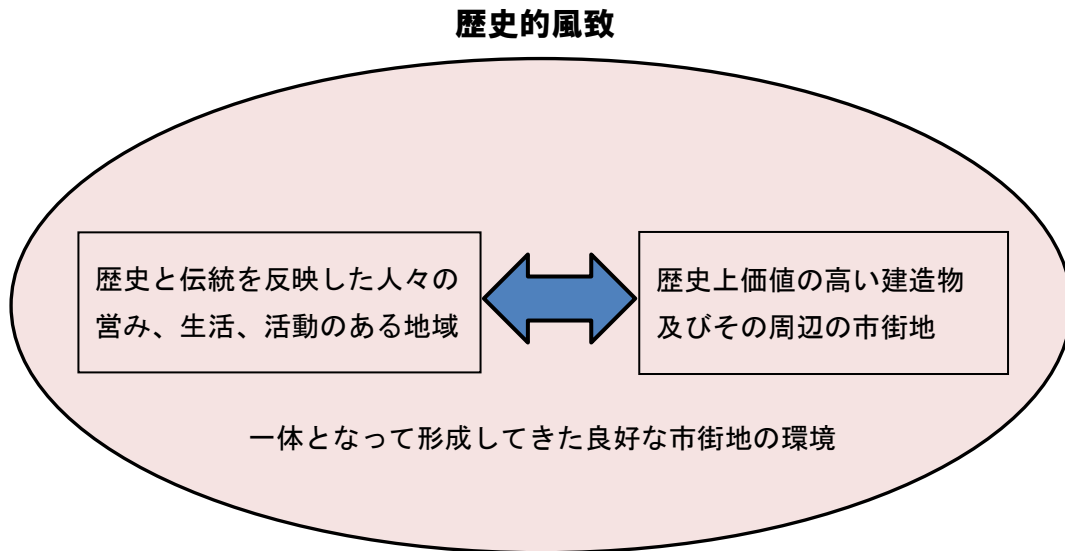 歴史的風致
歴史と伝統を反映した人々の
営み、生活、活動のある地域
歴史上価値の高い建造物
及びその周辺の市街地
一体となって形成してきた良好な市街地の環境